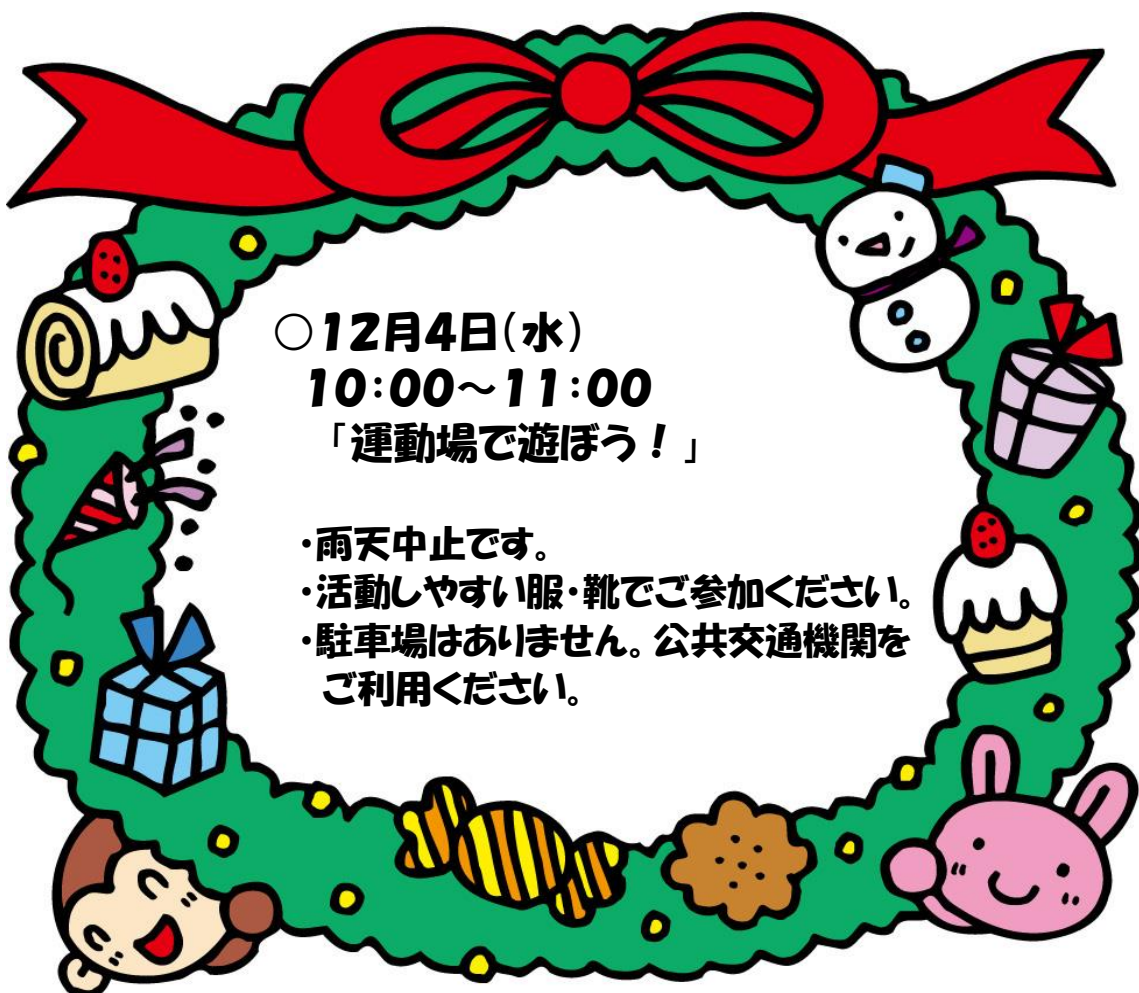 ○12月4日(水)
10:00～11:00
「運動場で遊ぼう！」
・雨天中止です。
・活動しやすい服・靴でご参加ください。
・駐車場はありません。公共交通機関を
ご利用ください。